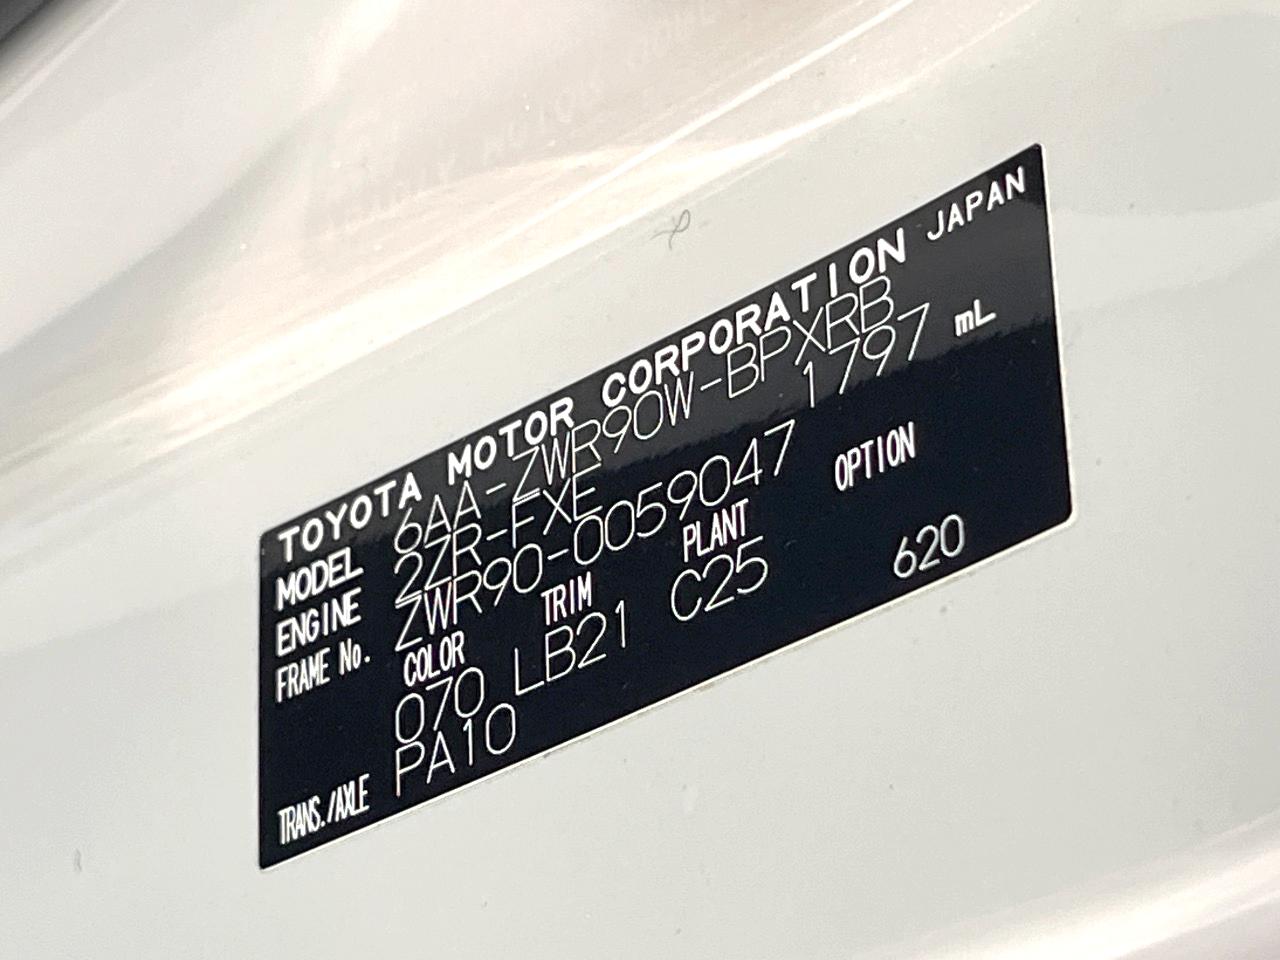 TOYOTA MOTOR CORPORATION JAPAN
MODEL 6AA-ZWR90W-BPXRB
ENGINE 2ZR-FXE 1797 mL
FRAME No. ZWR90-0059047
COLOR TRIM PLANT OPTION
070 LB21 C25 620
TRANS./AXLE PA10